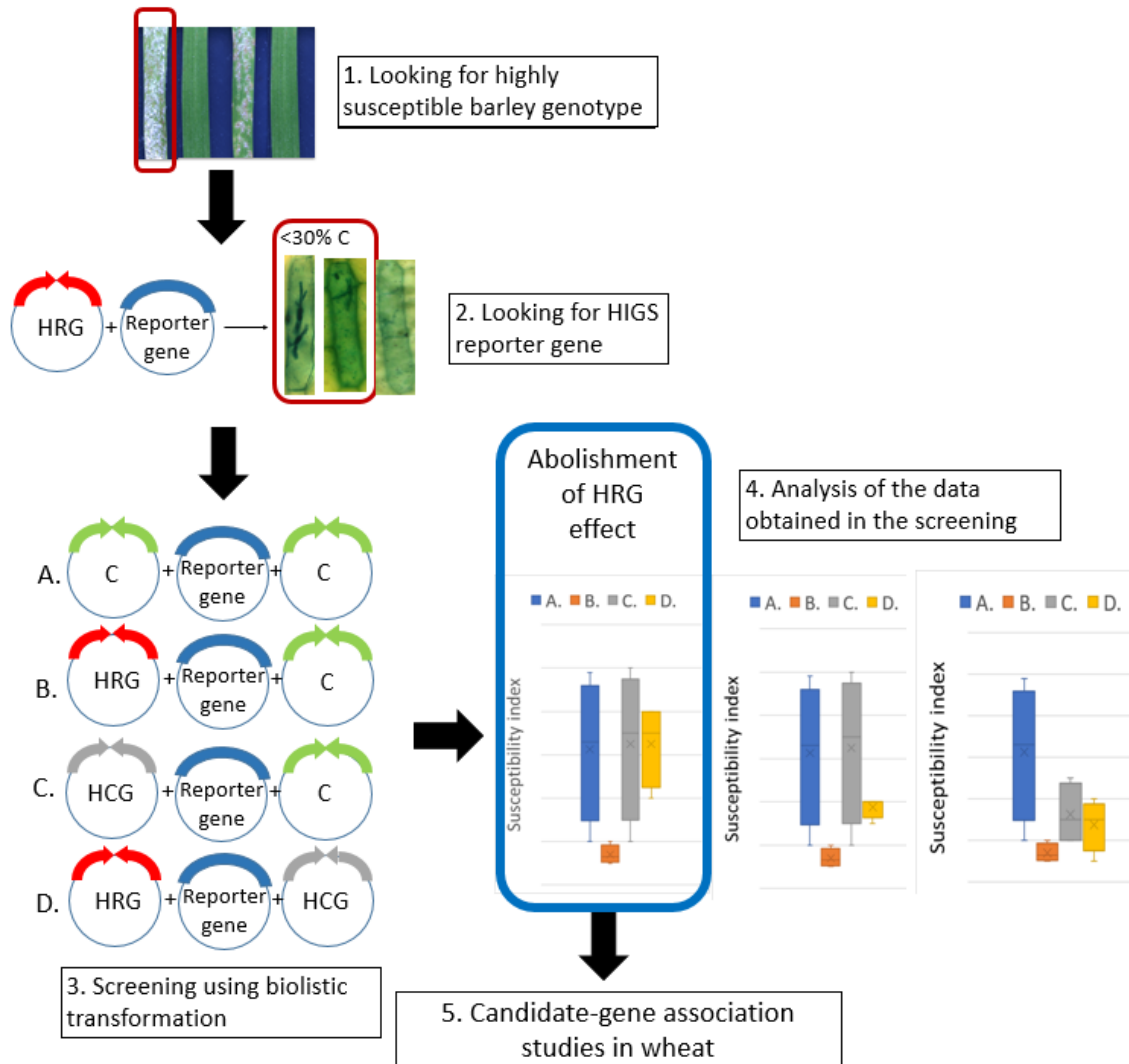 1. Looking for highly
susceptible barley genotype
<30% C
HRG
+
Reporter
gene
2. Looking for HIGS
reporter gene
A.
C
+
Reporter
gene
+
C
B.
HRG
+
Reporter
gene
+
C
C.
HCG
+
Reporter
gene
+
C
D.
HRG
+
Reporter
gene
+
HCG
3. Screening using biolistic
transformation
Abolishment
of HRG
effect
4. Analysis of the data
obtained in the screening
A. B. C. D.
Susceptibility index
A. B. C. D.
Susceptibility index
A. B. C. D.
Susceptibility index
5. Candidate-gene association
studies in wheat